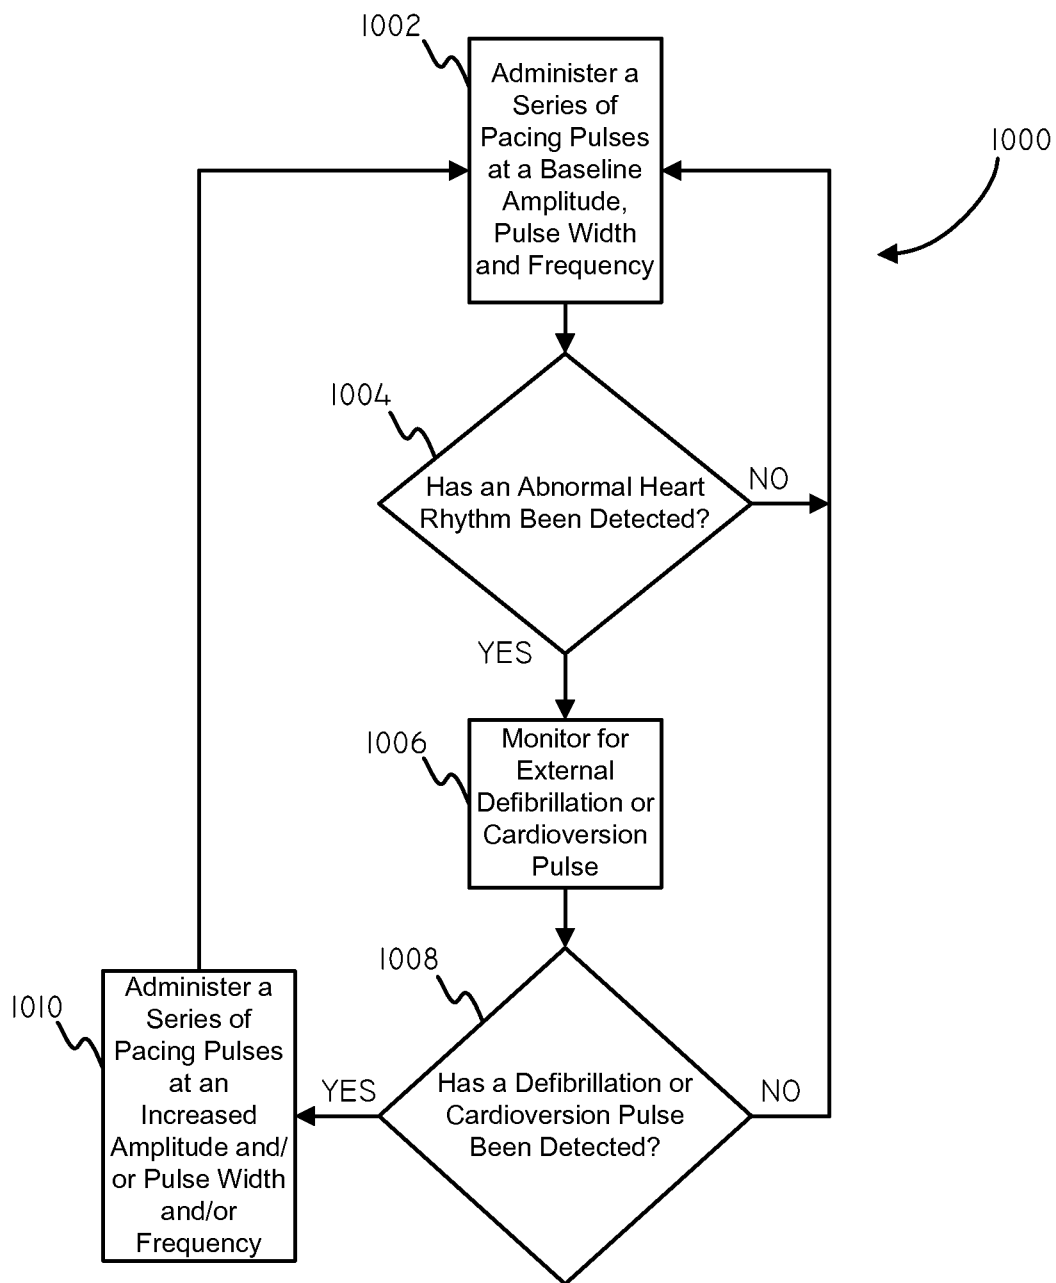 1002
Administer a
Series of
Pacing Pulses
at a Baseline
Amplitude,
Pulse Width
and Frequency
1000
1004
Has an Abnormal Heart
Rhythm Been Detected?
NO
YES
1006
Monitor for
External
Defibrillation or
Cardioversion
Pulse
1008
Has a Defibrillation or
Cardioversion Pulse
Been Detected?
NO
YES
1010
Administer a
Series of
Pacing Pulses
at an
Increased
Amplitude and/
or Pulse Width
and/or
Frequency